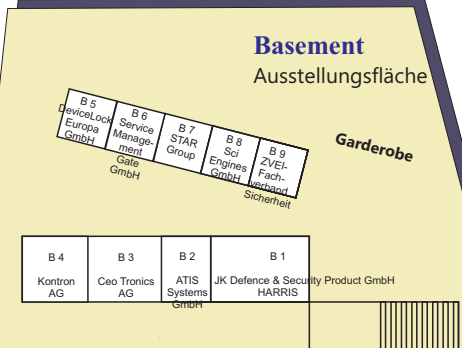 Basement
Ausstellungsfläche
B 5
DeviceLock
Europa
GmbH
B 6
Service
Manage-
ment
Gate
GmbH
B 7
STAR
Group
B 8
Sci
Engines
GmbH
B 9
ZVEI-
Fach-
verband
Sicherheit
Garderobe
B 4
Kontron
AG
B 3
Ceo Tronics
AG
B 2
ATIS
Systems
GmbH
B 1
JK Defence & Security Product GmbH
HARRIS